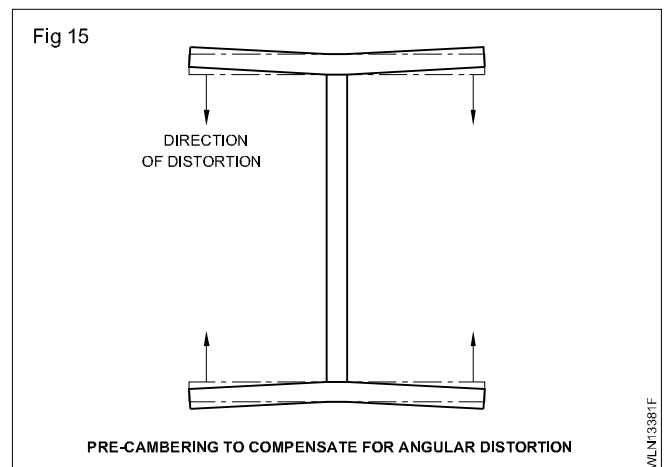 Fig 15
DIRECTION
OF DISTORTION
PRE-CAMBERING TO COMPENSATE FOR ANGULAR DISTORTION
WLN13381F